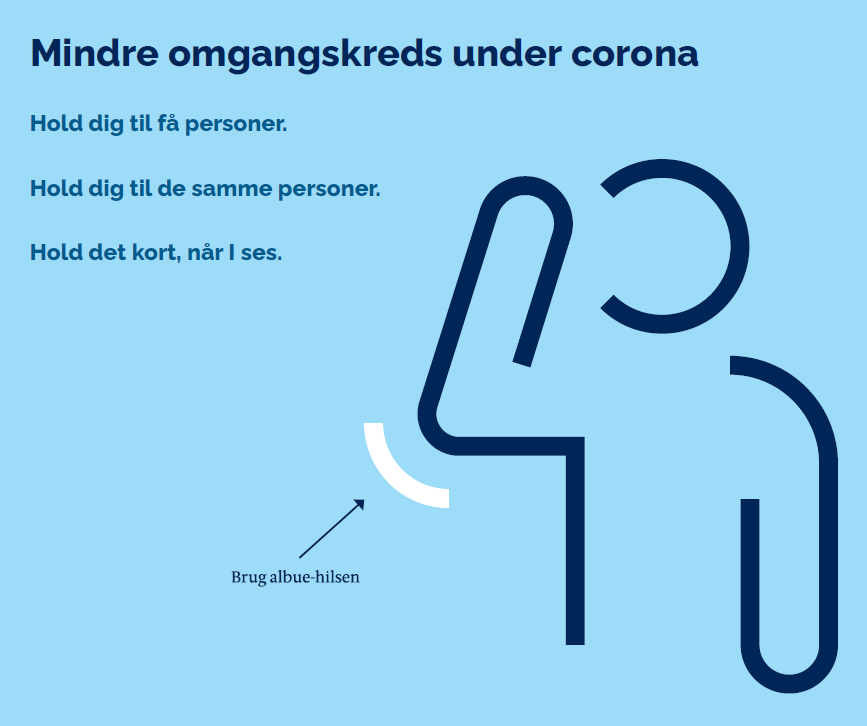 Mindre omgangskreds under corona
Hold dig til få personer.
Hold dig til de samme personer.
Hold det kort, når I ses.
Brug albue-hilsen